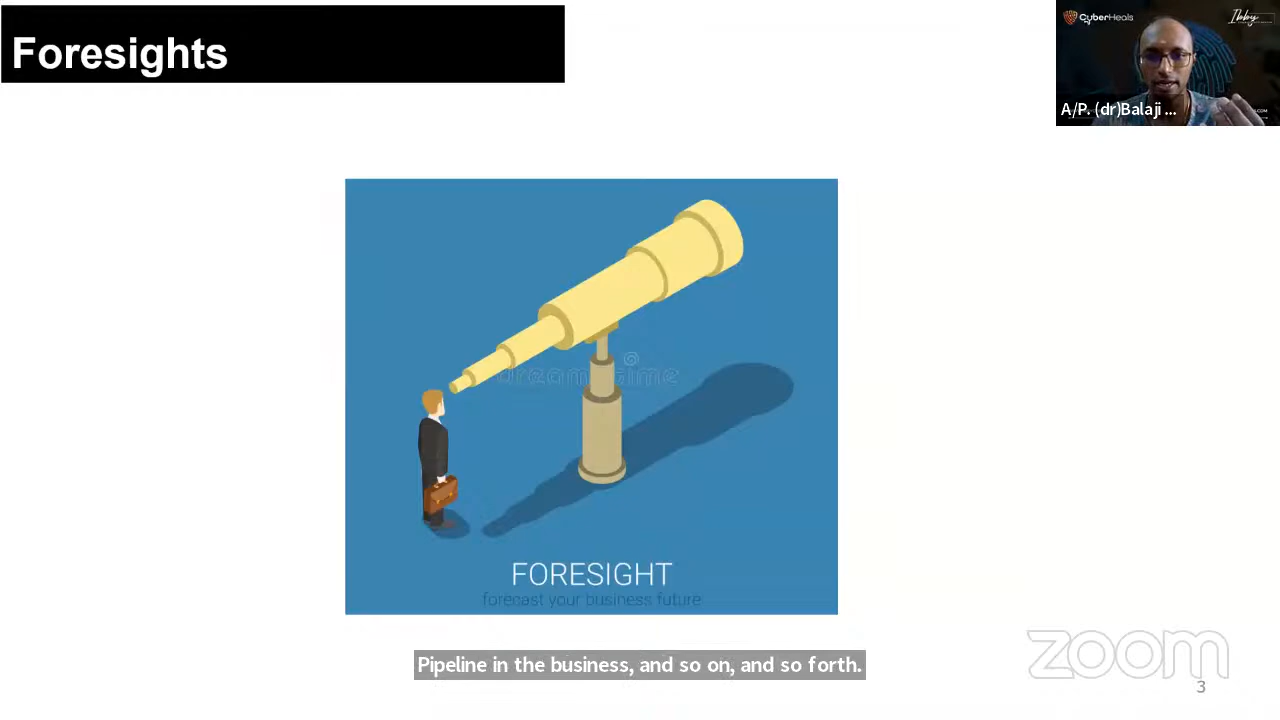 Foresights
CyberHeals
Ibby
A/P. (dr)Balaji ...
dreamstime
FORESIGHT
forecast your business future
Pipeline in the business, and so on, and so forth.
zoom
3